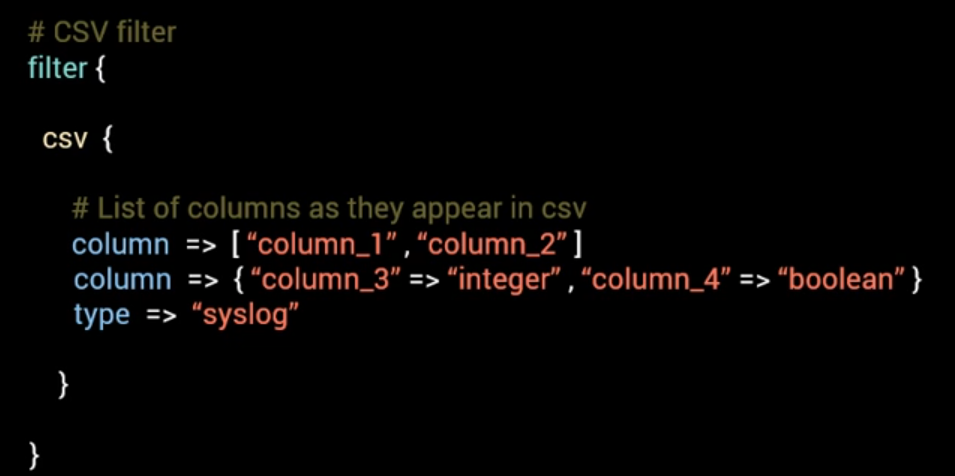 # CSV filter
filter {
csv {
# List of columns as they appear in csv
column => [ “column_1” , “column_2” ]
column => { “column_3” => “integer” , “column_4” => “boolean” }
type => “syslog”
}
}